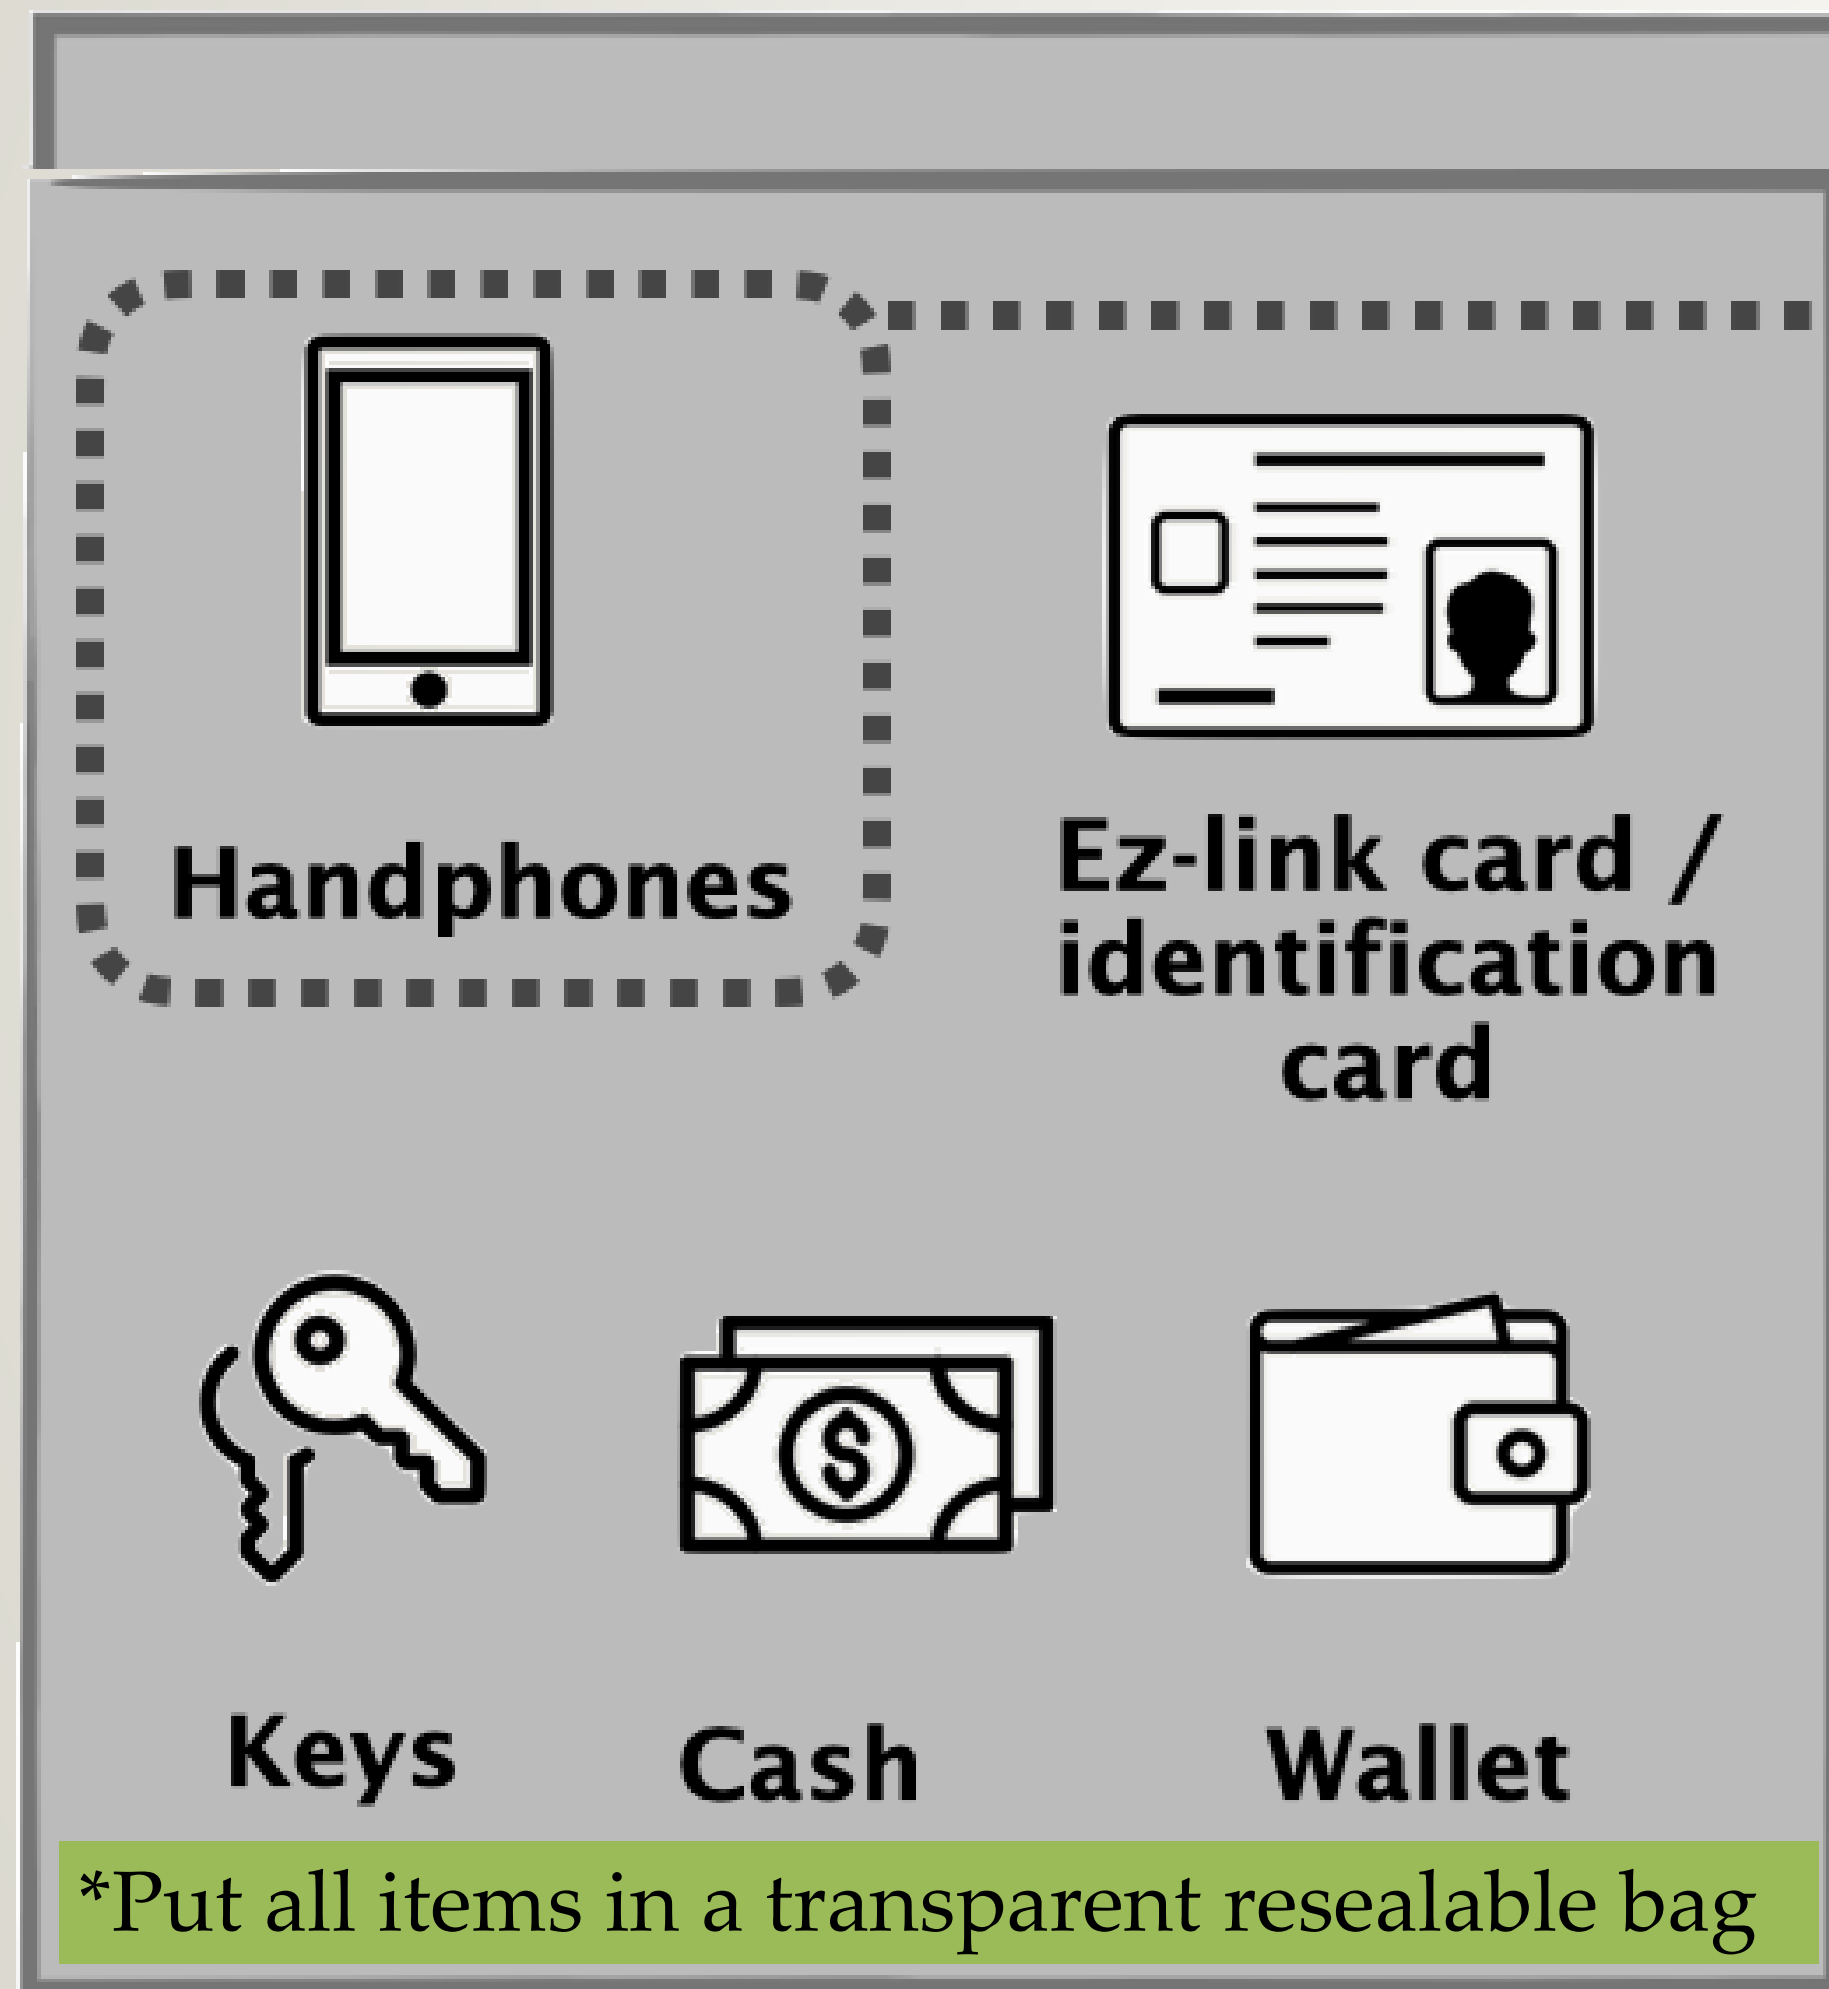 Handphones
Ez-link card /
identification
card
Keys
Cash
Wallet
*Put all items in a transparent resealable bag